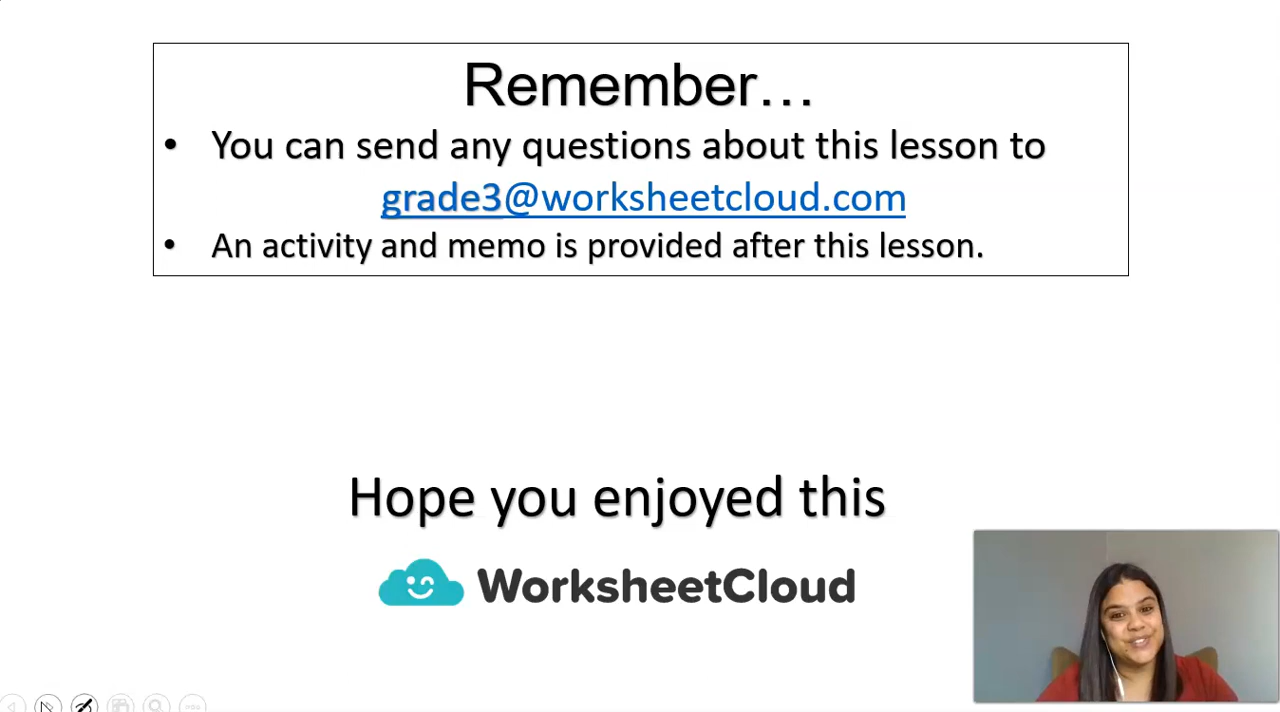 Remember…
• You can send any questions about this lesson to
grade3@worksheetcloud.com
• An activity and memo is provided after this lesson.
Hope you enjoyed this
WorksheetCloud